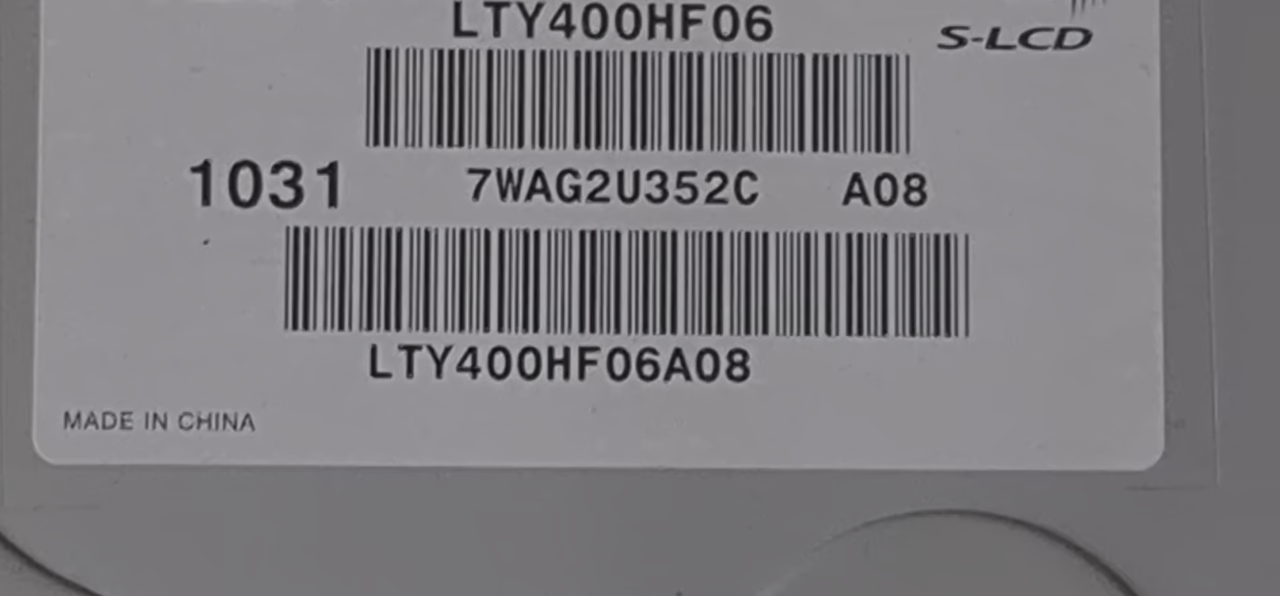 LTY400HF06
S-LCD
1031 7WAG2U352C A08
LTY400HF06A08
MADE IN CHINA